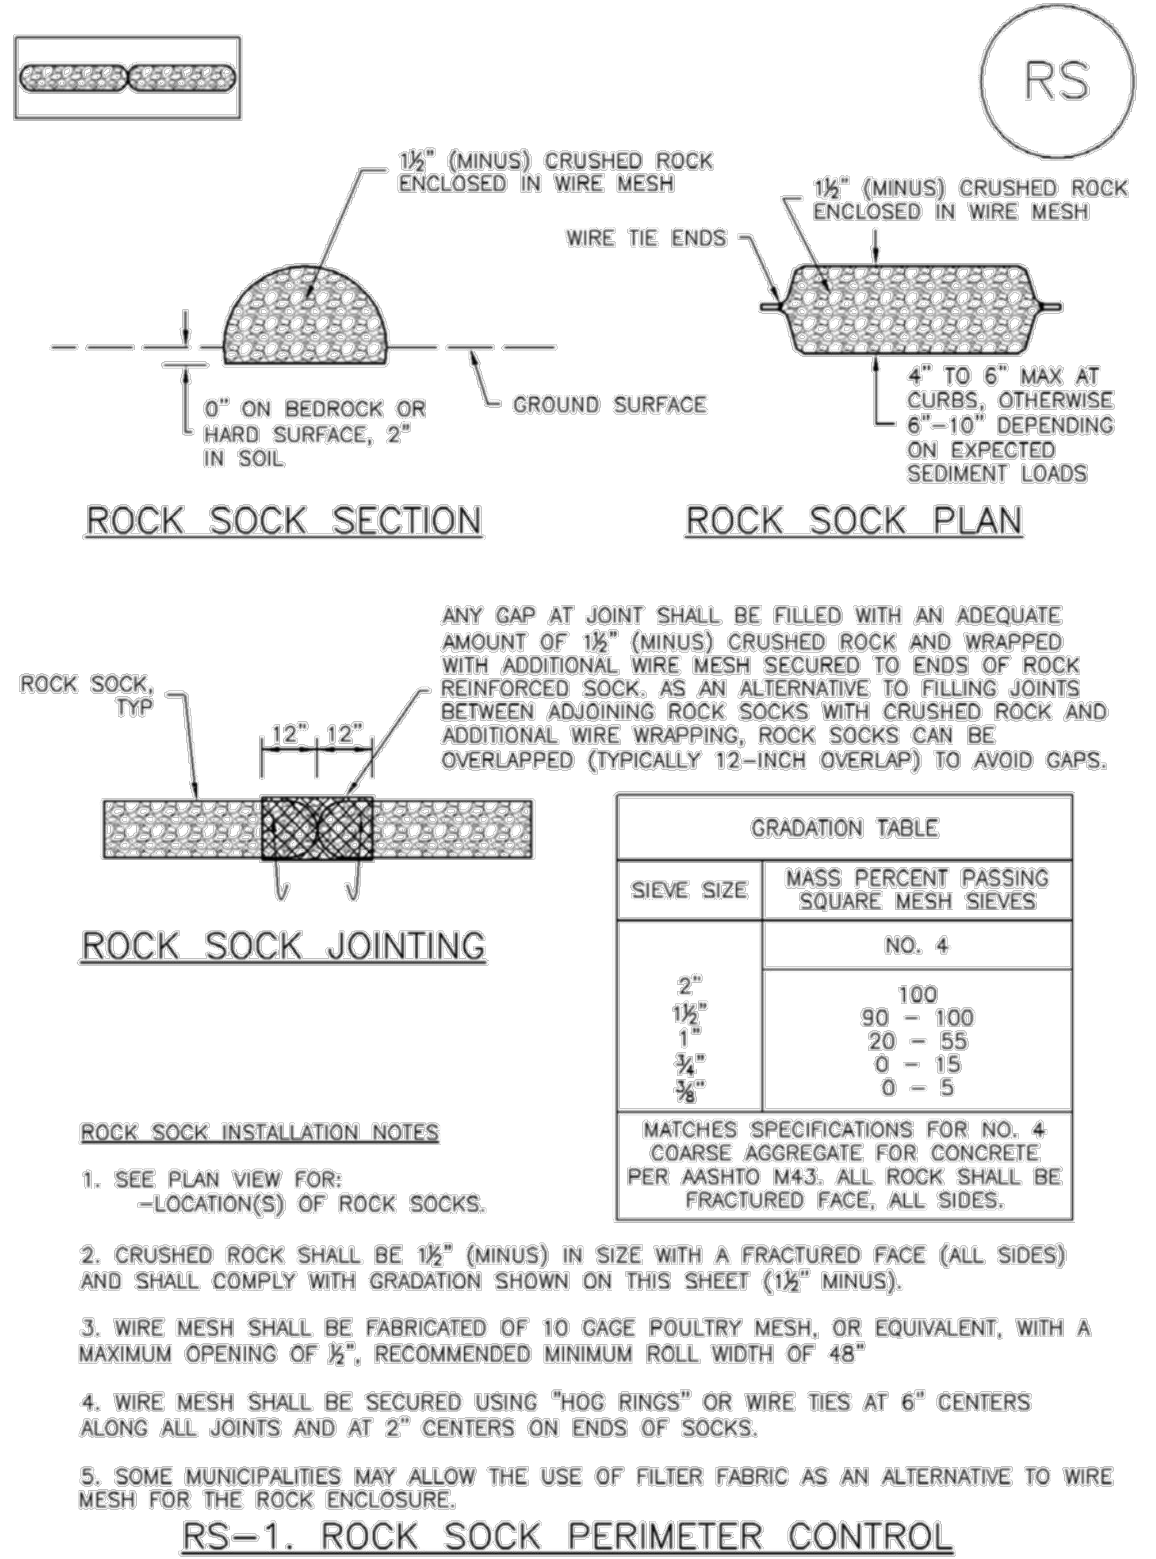 RS
1½" (MINUS) CRUSHED ROCK
ENCLOSED IN WIRE MESH
0" ON BEDROCK OR
HARD SURFACE, 2"
IN SOIL
GROUND SURFACE
ROCK SOCK SECTION
1½" (MINUS) CRUSHED ROCK
ENCLOSED IN WIRE MESH
WIRE TIE ENDS
4" TO 6" MAX AT
CURBS, OTHERWISE
6"-10" DEPENDING
ON EXPECTED
SEDIMENT LOADS
ROCK SOCK PLAN
ANY GAP AT JOINT SHALL BE FILLED WITH AN ADEQUATE
AMOUNT OF 1½" (MINUS) CRUSHED ROCK AND WRAPPED
WITH ADDITIONAL WIRE MESH SECURED TO ENDS OF ROCK
REINFORCED SOCK. AS AN ALTERNATIVE TO FILLING JOINTS
BETWEEN ADJOINING ROCK SOCKS WITH CRUSHED ROCK AND
ADDITIONAL WIRE WRAPPING, ROCK SOCKS CAN BE
OVERLAPPED (TYPICALLY 12-INCH OVERLAP) TO AVOID GAPS.
ROCK SOCK,
TYP
12" 12"
ROCK SOCK JOINTING
GRADATION TABLE
SIEVE SIZE
MASS PERCENT PASSING
SQUARE MESH SIEVES
NO. 4
2" 100
1½" 90 - 100
1" 20 - 55
¾" 0 - 15
⅜" 0 - 5
MATCHES SPECIFICATIONS FOR NO. 4
COARSE AGGREGATE FOR CONCRETE
PER AASHTO M43. ALL ROCK SHALL BE
FRACTURED FACE, ALL SIDES.
ROCK SOCK INSTALLATION NOTES
1. SEE PLAN VIEW FOR:
-LOCATION(S) OF ROCK SOCKS.
2. CRUSHED ROCK SHALL BE 1½" (MINUS) IN SIZE WITH A FRACTURED FACE (ALL SIDES)
AND SHALL COMPLY WITH GRADATION SHOWN ON THIS SHEET (1½" MINUS).
3. WIRE MESH SHALL BE FABRICATED OF 10 GAGE POULTRY MESH, OR EQUIVALENT, WITH A
MAXIMUM OPENING OF ½", RECOMMENDED MINIMUM ROLL WIDTH OF 48"
4. WIRE MESH SHALL BE SECURED USING "HOG RINGS" OR WIRE TIES AT 6" CENTERS
ALONG ALL JOINTS AND AT 2" CENTERS ON ENDS OF SOCKS.
5. SOME MUNICIPALITIES MAY ALLOW THE USE OF FILTER FABRIC AS AN ALTERNATIVE TO WIRE
MESH FOR THE ROCK ENCLOSURE.
RS-1. ROCK SOCK PERIMETER CONTROL